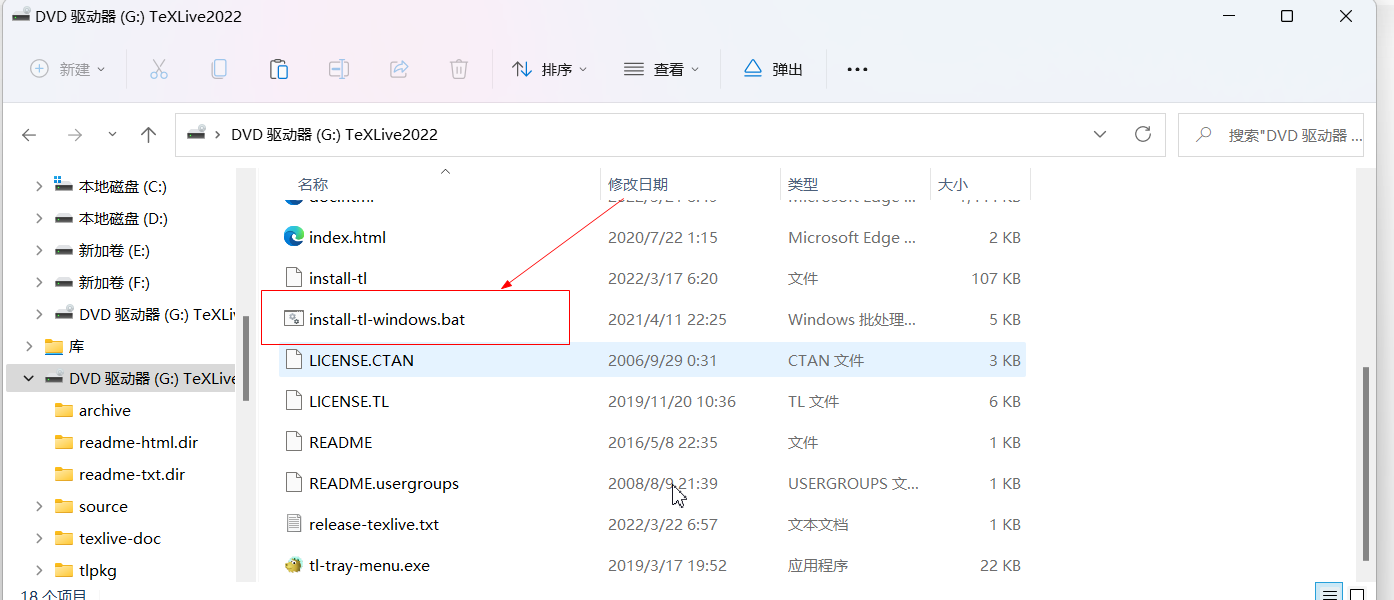 DVD 驱动器 (G:) TeXLive2022
新建 排序 查看 弹出
DVD 驱动器 (G:) TeXLive2022 搜索"DVD 驱动器 ...
本地磁盘 (C:)
本地磁盘 (D:)
新加卷 (E:)
新加卷 (F:)
DVD 驱动器 (G:) TeXLi
库
DVD 驱动器 (G:) TeXLive
archive
readme-html.dir
readme-txt.dir
source
texlive-doc
tlpkg
名称 修改日期 类型 大小
index.html 2020/7/22 1:15 Microsoft Edge ... 2 KB
install-tl 2022/3/17 6:20 文件 107 KB
install-tl-windows.bat 2021/4/11 22:25 Windows 批处理... 5 KB
LICENSE.CTAN 2006/9/29 0:31 CTAN 文件 3 KB
LICENSE.TL 2019/11/20 10:36 TL 文件 6 KB
README 2016/5/8 22:35 文件 1 KB
README.usergroups 2008/8/9 21:39 USERGROUPS 文... 1 KB
release-texlive.txt 2022/3/22 6:57 文本文档 1 KB
tl-tray-menu.exe 2019/3/17 19:52 应用程序 22 KB
18 个项目